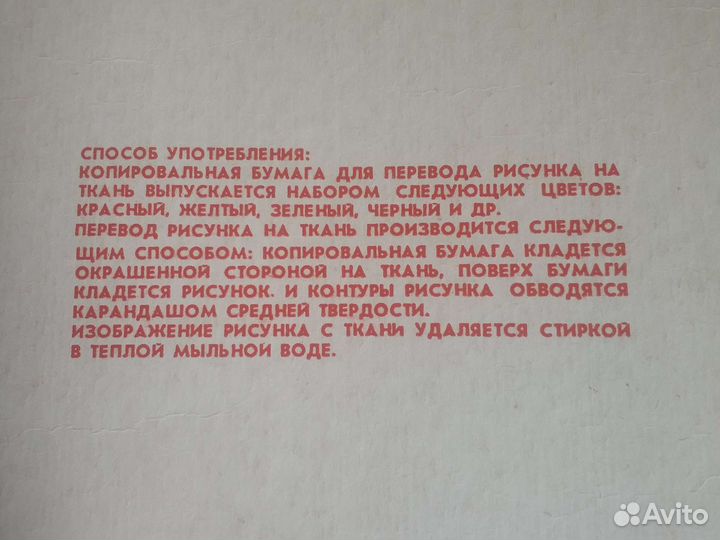 СПОСОБ УПОТРЕБЛЕНИЯ:
КОПИРОВАЛЬНАЯ БУМАГА ДЛЯ ПЕРЕВОДА РИСУНКА НА
ТКАНЬ ВЫПУСКАЕТСЯ НАБОРОМ СЛЕДУЮЩИХ ЦВЕТОВ:
КРАСНЫЙ, ЖЕЛТЫЙ, ЗЕЛЕНЫЙ, ЧЕРНЫЙ И ДР.
ПЕРЕВОД РИСУНКА НА ТКАНЬ ПРОИЗВОДИТСЯ СЛЕДУЮ-
ЩИМ СПОСОБОМ: КОПИРОВАЛЬНАЯ БУМАГА КЛАДЕТСЯ
ОКРАШЕННОЙ СТОРОНОЙ НА ТКАНЬ, ПОВЕРХ БУМАГИ
КЛАДЕТСЯ РИСУНОК. И КОНТУРЫ РИСУНКА ОБВОДЯТСЯ
КАРАНДАШОМ СРЕДНЕЙ ТВЕРДОСТИ.
ИЗОБРАЖЕНИЕ РИСУНКА С ТКАНИ УДАЛЯЕТСЯ СТИРКОЙ
В ТЕПЛОЙ МЫЛЬНОЙ ВОДЕ.
Avito